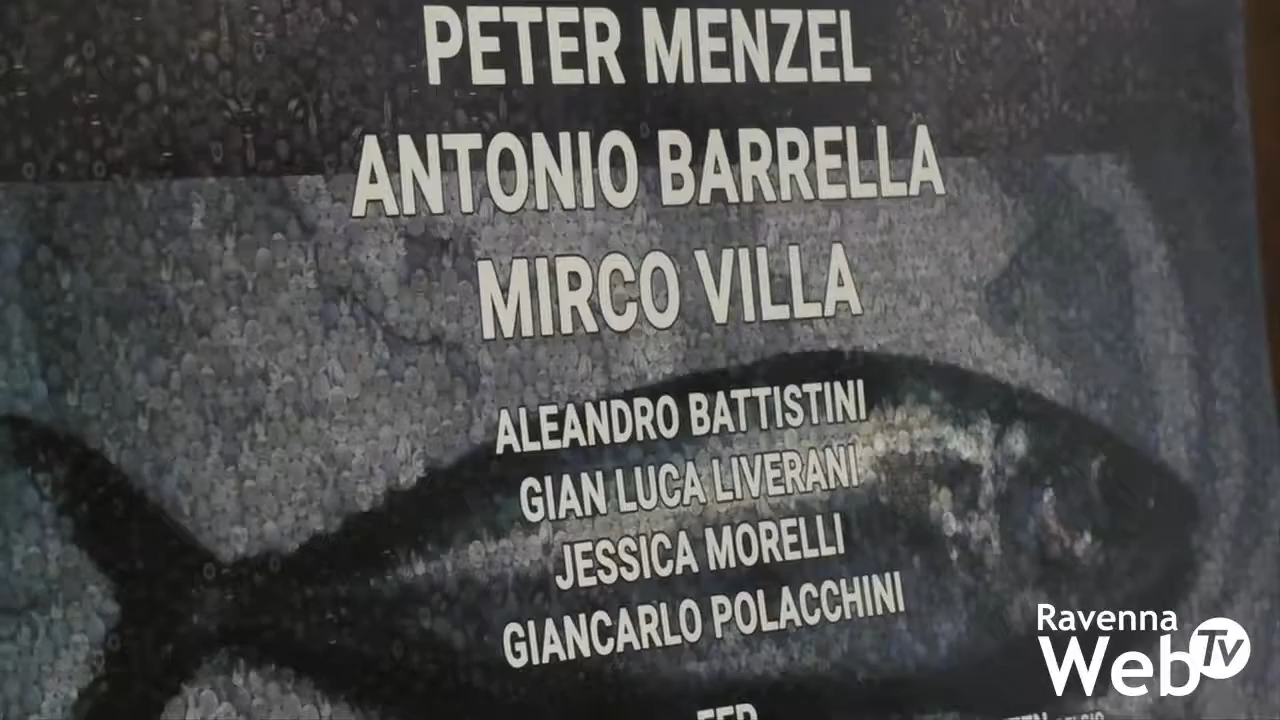 PETER MENZEL
ANTONIO BARRELLA
MIRCO VILLA
ALEANDRO BATTISTINI
GIAN LUCA LIVERANI
JESSICA MORELLI
GIANCARLO POLACCHINI
Ravenna
Web Tv